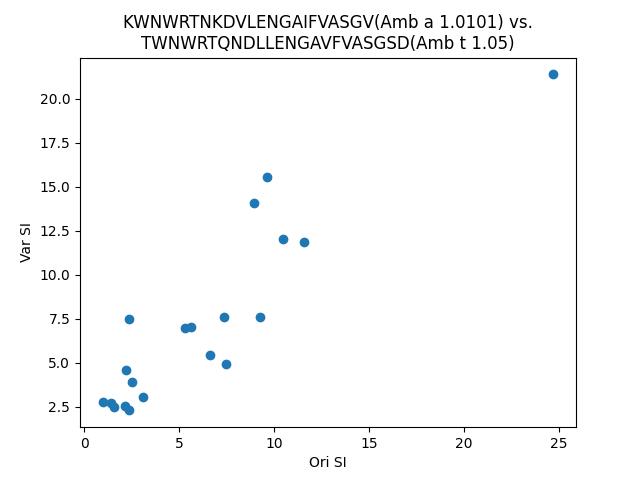 KWNWRTNKDVLENGAIFVASGV(Amb a 1.0101) vs.
TWNWRTQNDLLENGAVFVASGSD(Amb t 1.05)
20.0
17.5
15.0
12.5
10.0
7.5
5.0
2.5
Var SI
0 5 10 15 20 25
Ori SI